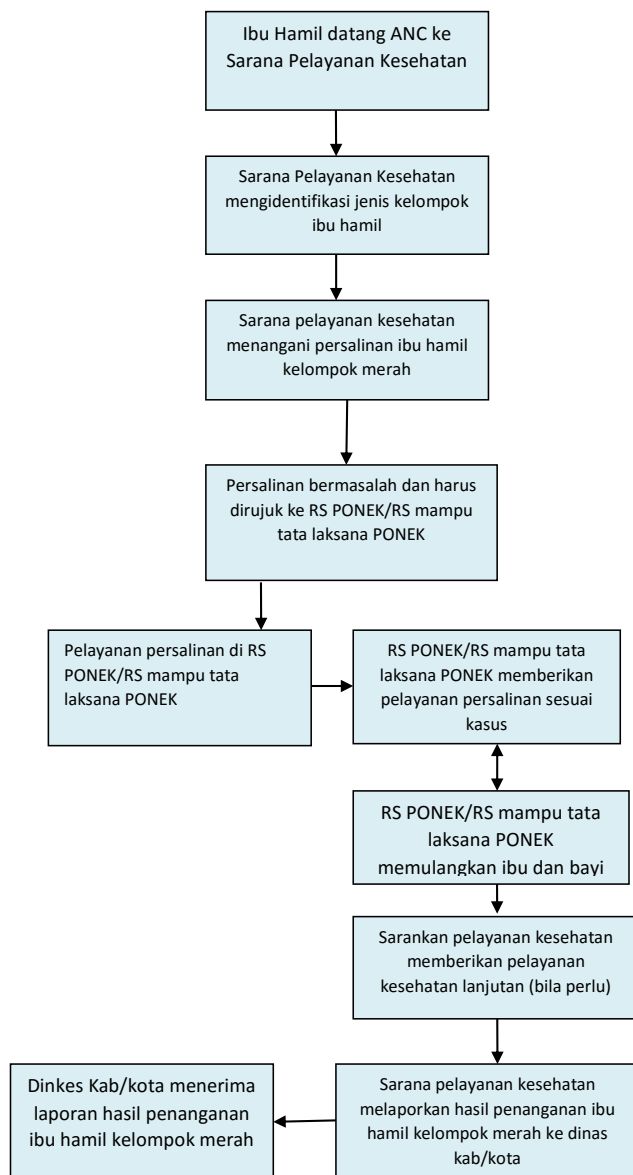 Ibu Hamil datang ANC ke
Sarana Pelayanan Kesehatan
Sarana Pelayanan Kesehatan
mengidentifikasi jenis kelompok
ibu hamil
Sarana pelayanan kesehatan
menangani persalinan ibu hamil
kelompok merah
Persalinan bermasalah dan harus
dirujuk ke RS PONEK/RS mampu
tata laksana PONEK
Pelayanan persalinan di RS
PONEK/RS mampu tata
laksana PONEK
RS PONEK/RS mampu tata
laksana PONEK memberikan
pelayanan persalinan sesuai
kasus
RS PONEK/RS mampu tata
laksana PONEK
memulangkan ibu dan bayi
Sarankan pelayanan kesehatan
memberikan pelayanan
kesehatan lanjutan (bila perlu)
Dinkes Kab/kota menerima
laporan hasil penanganan
ibu hamil kelompok merah
Sarana pelayanan kesehatan
melaporkan hasil penanganan ibu
hamil kelompok merah ke dinas
kab/kota